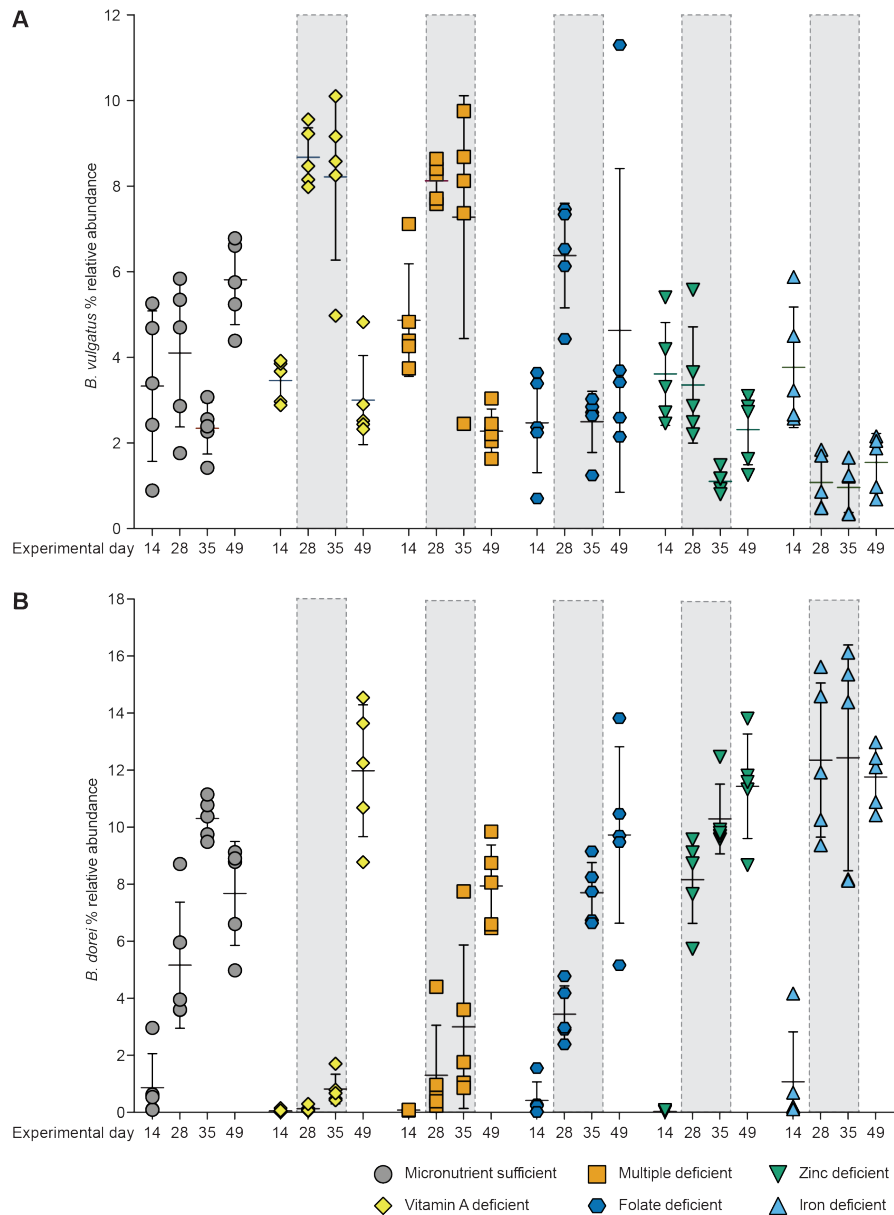 A
12
10
8
6
4
2
0
B. vulgatus % relative abundance
Experimental day 14 28 35 49 14 28 35 49 14 28 35 49 14 28 35 49 14 28 35 49 14 28 35 49
B
18
16
14
12
10
8
6
4
2
0
B. dorei % relative abundance
Experimental day 14 28 35 49 14 28 35 49 14 28 35 49 14 28 35 49 14 28 35 49 14 28 35 49
Micronutrient sufficient Multiple deficient Zinc deficient
Vitamin A deficient Folate deficient Iron deficient